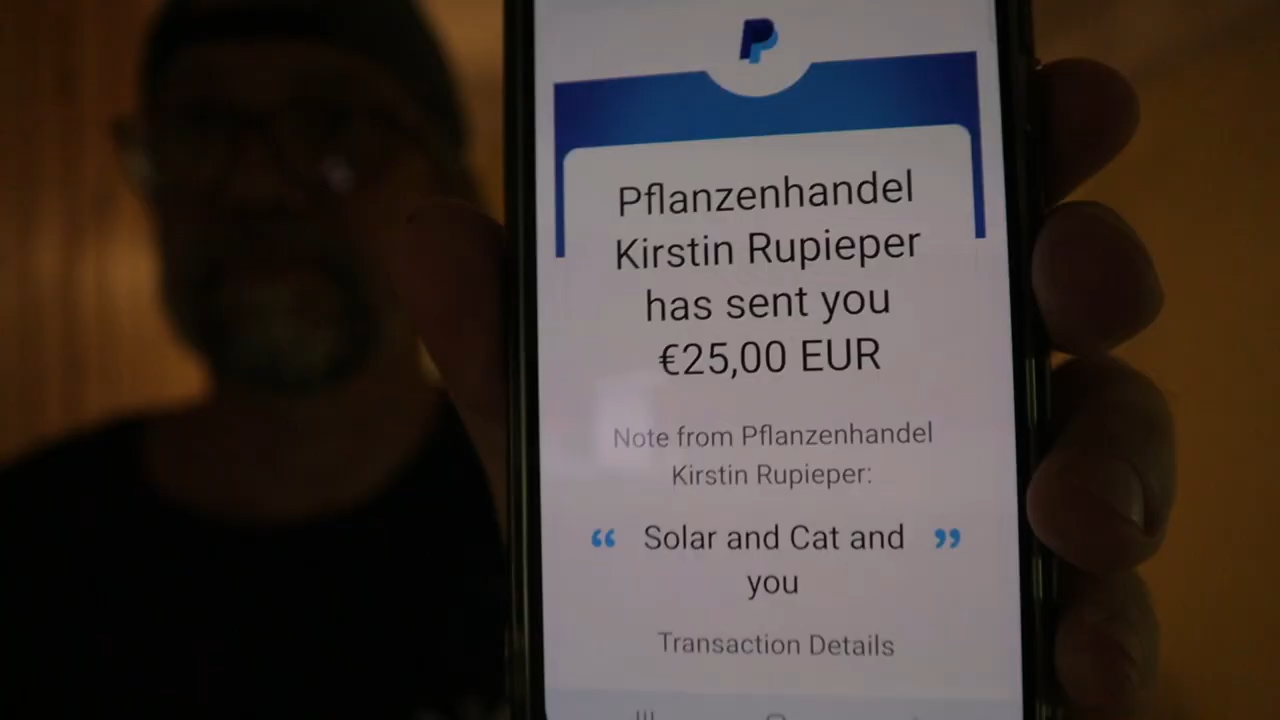 Pflanzenhandel
Kirstin Rupieper
has sent you
€25,00 EUR
Note from Pflanzenhandel
Kirstin Rupieper:
“ Solar and Cat and ”
you
Transaction Details